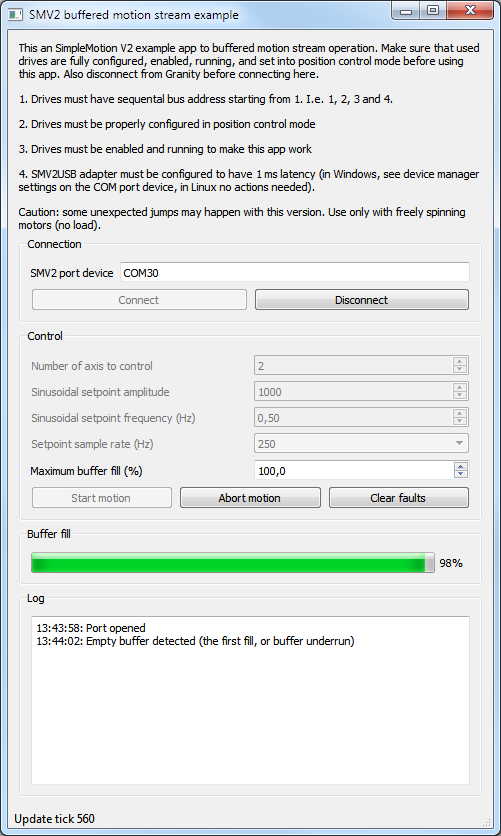 SMV2 buffered motion stream example
This an SimpleMotion V2 example app to buffered motion stream operation. Make sure that used
drives are fully configured, enabled, running, and set into position control mode before using
this app. Also disconnect from Granity before connecting here.
1. Drives must have sequental bus address starting from 1. I.e. 1, 2, 3 and 4.
2. Drives must be properly configured in position control mode
3. Drives must be enabled and running to make this app work
4. SMV2USB adapter must be configured to have 1 ms latency (in Windows, see device manager
settings on the COM port device, in Linux no actions needed).
Caution: some unexpected jumps may happen with this version. Use only with freely spinning
motors (no load).
Connection
SMV2 port device COM30
Connect Disconnect
Control
Number of axis to control 2
Sinusoidal setpoint amplitude 1000
Sinusoidal setpoint frequency (Hz) 0,50
Setpoint sample rate (Hz) 250
Maximum buffer fill (%) 100,0
Start motion Abort motion Clear faults
Buffer fill
98%
Log
13:43:58: Port opened
13:44:02: Empty buffer detected (the first fill, or buffer underrun)
Update tick 560